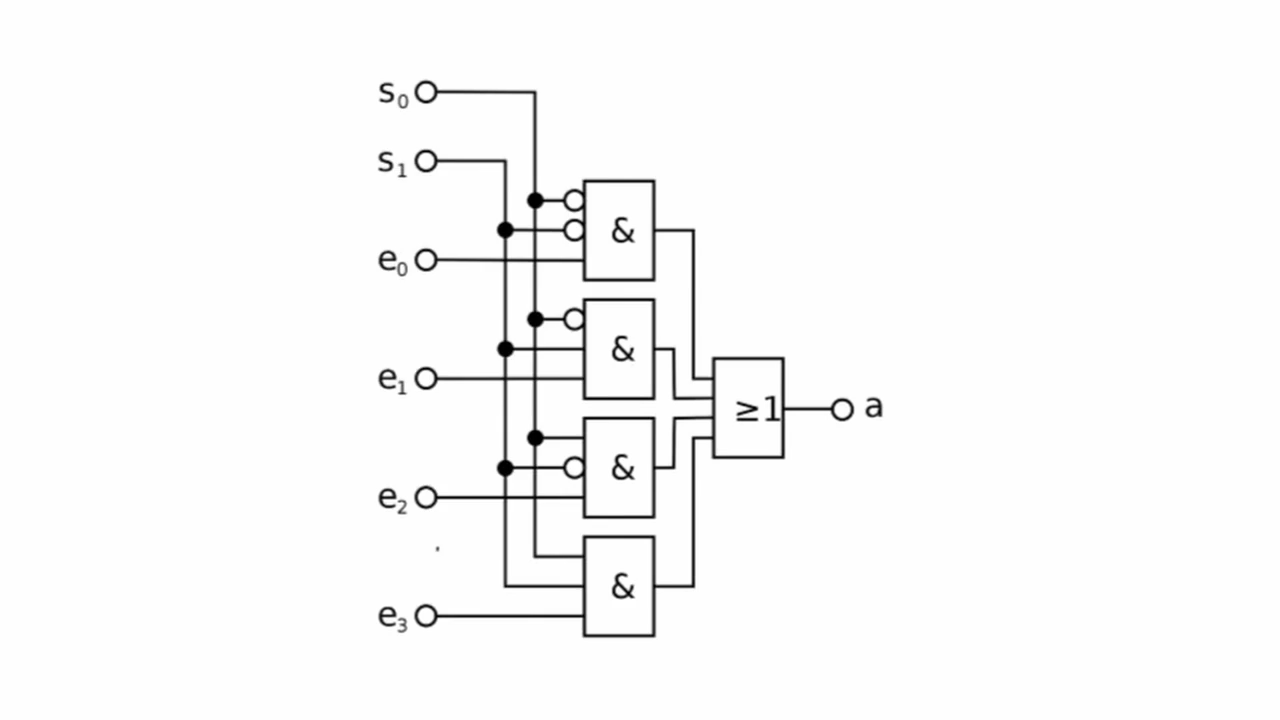 s₀
s₁
&
e₀
&
e₁
≥1 a
&
e₂
&
e₃